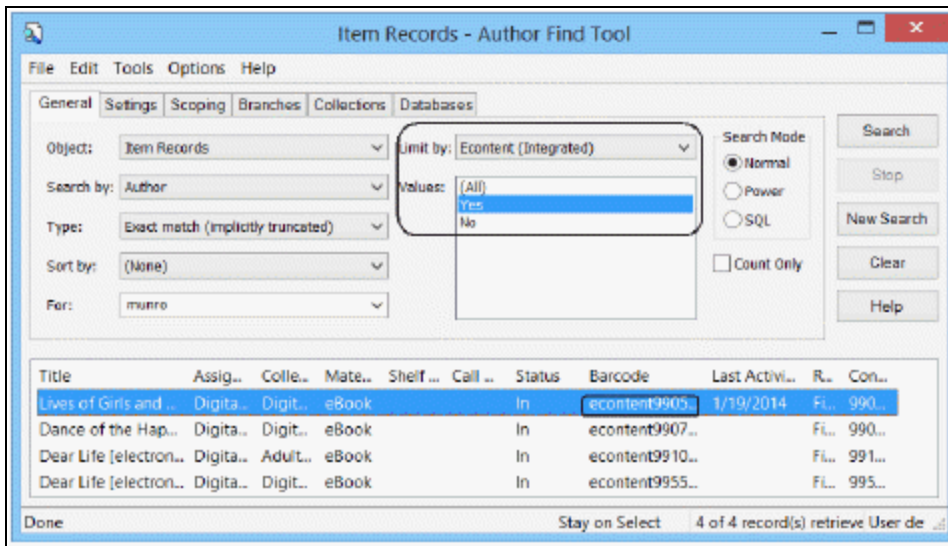 Item Records - Author Find Tool
File Edit Tools Options Help
General Settings Scoping Branches Collections Databases
Object: Item Records
Search by: Author
Type: Exact match (implicitly truncated)
Sort by: (None)
For: munro
Limit by: Econtent (Integrated)
Values: (All)
Yes
No
Search Mode
Normal
Power
SQL
Count Only
Search
Stop
New Search
Clear
Help
Title Assig... Colle... Mate... Shelf ... Call ... Status Barcode Last Activi... R... Con...
Lives of Girls and ... Digita... Digit... eBook In econtent9905... 1/19/2014 Fi... 990...
Dance of the Hap... Digita... Digit... eBook In econtent9907... Fi... 990...
Dear Life [electron... Digita... Adult... eBook In econtent9910... Fi... 991...
Dear Life [electron... Digita... Digit... eBook In econtent9955... Fi... 995...
Done Stay on Select 4 of 4 record(s) retrieve User de